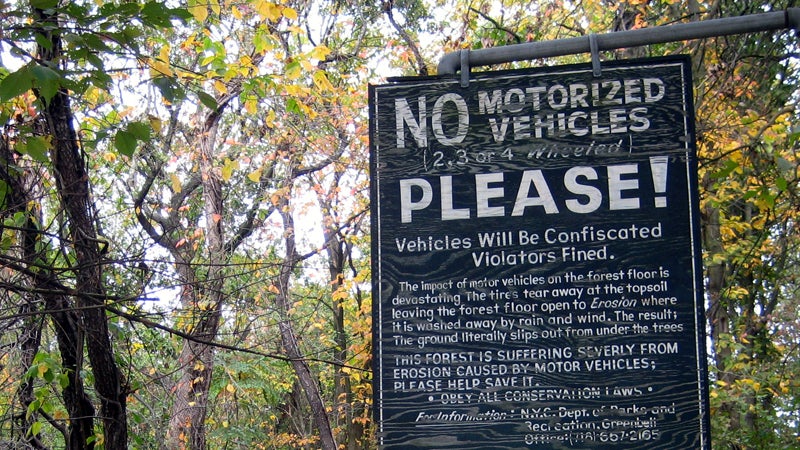 NO MOTORIZED VEHICLES
(2, 3 or 4 Wheeled)
PLEASE!
Vehicles Will Be Confiscated
Violators Fined.
The impact of motor vehicles on the forest floor is
devastating. The tires tear away at the topsoil
leaving the forest floor open to Erosion where
it is washed away by rain and wind. The result;
The ground literally slips out from under the trees
THIS FOREST IS SUFFERING SEVERLY FROM
EROSION CAUSED BY MOTOR VEHICLES;
PLEASE HELP SAVE IT.
• OBEY ALL CONSERVATION LAWS •
For Information: N.Y.C. Dept. of Parks and
Recreation, Greenbelt
Office: (718) 667-2165